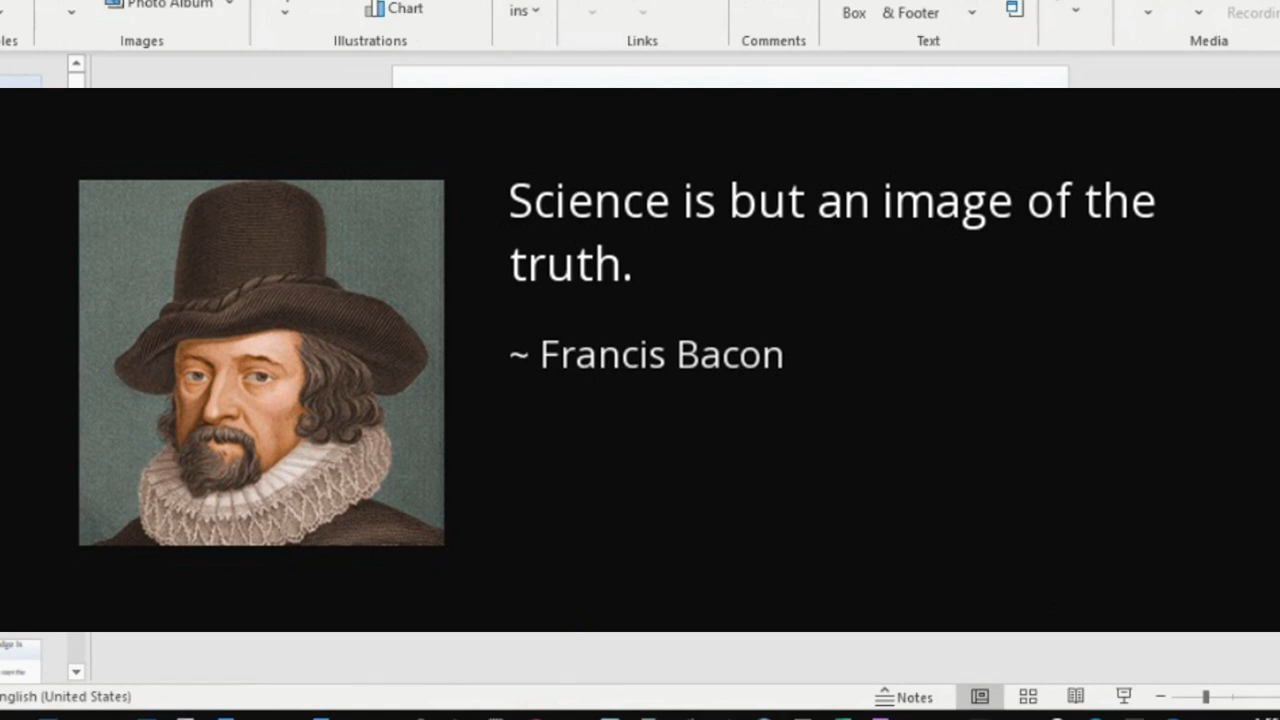 Photo Album
Chart
ins
Box & Footer
Recordin
les Images Illustrations Links Comments Text Media
Science is but an image of the
truth.
~ Francis Bacon
nglish (United States) Notes